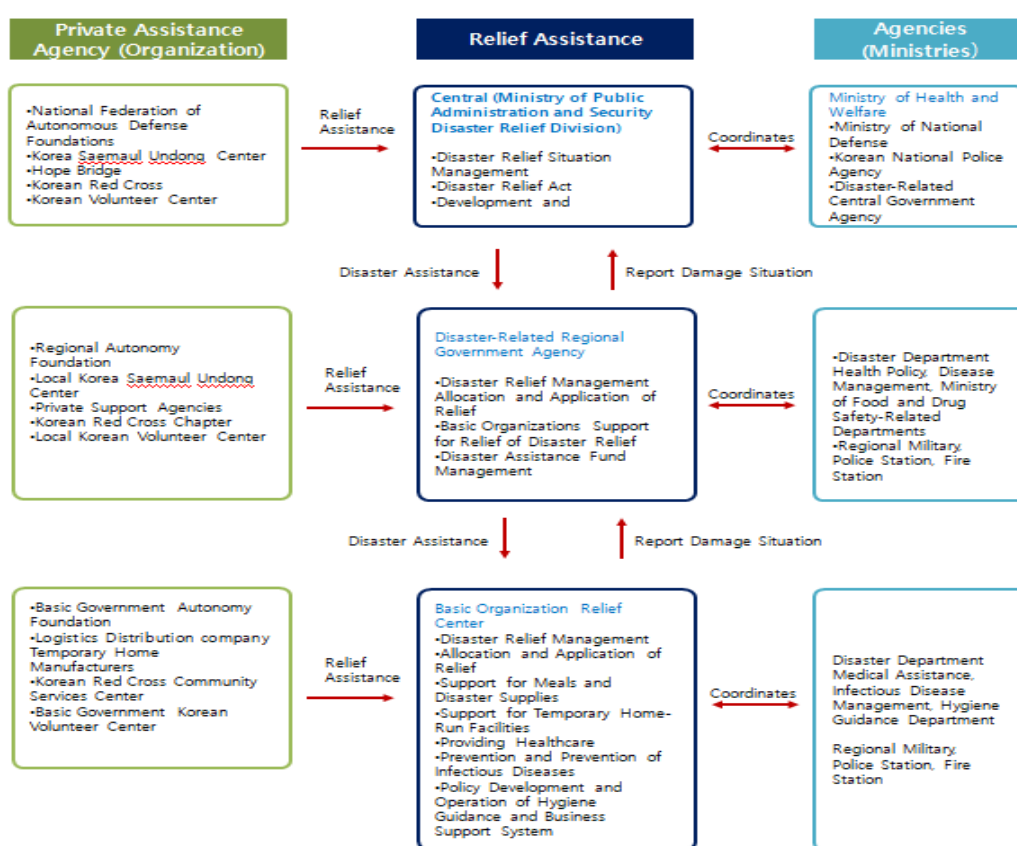 Private Assistance
Agency (Organization)
Relief Assistance
Agencies
(Ministries)
•National Federation of
Autonomous Defense
Foundations
•Korea Saemaul Undong Center
•Hope Bridge
•Korean Red Cross
•Korean Volunteer Center
Relief
Assistance
Central (Ministry of Public
Administration and Security
Disaster Relief Division)
•Disaster Relief Situation
Management
•Disaster Relief Act
•Development and
Coordinates
Ministry of Health and
Welfare
•Ministry of National
Defense
•Korean National Police
Agency
•Disaster-Related
Central Government
Agency
Disaster Assistance
Report Damage Situation
•Regional Autonomy
Foundation
•Local Korea Saemaul Undong
Center
•Private Support Agencies
•Korean Red Cross Chapter
•Local Korean Volunteer Center
Relief
Assistance
Disaster-Related Regional
Government Agency
•Disaster Relief Management
Allocation and Application of
Relief
•Basic Organizations Support
for Relief of Disaster Relief
•Disaster Assistance Fund
Management
Coordinates
•Disaster Department
Health Policy, Disease
Management, Ministry
of Food and Drug
Safety-Related
Departments
•Regional Military,
Police Station, Fire
Station
Disaster Assistance
Report Damage Situation
•Basic Government Autonomy
Foundation
•Logistics Distribution company
Temporary Home
Manufacturers
•Korean Red Cross Community
Services Center
•Basic Government Korean
Volunteer Center
Relief
Assistance
Basic Organization Relief
Center
•Disaster Relief Management
•Allocation and Application of
Relief
•Support for Meals and
Disaster Supplies
•Support for Temporary Home-
Run Facilities
•Providing Healthcare
•Prevention and Prevention of
Infectious Diseases
•Policy Development and
Operation of Hygiene
Guidance and Business
Support System
Coordinates
Disaster Department
Medical Assistance,
Infectious Disease
Management, Hygiene
Guidance Department
Regional Military,
Police Station, Fire
Station